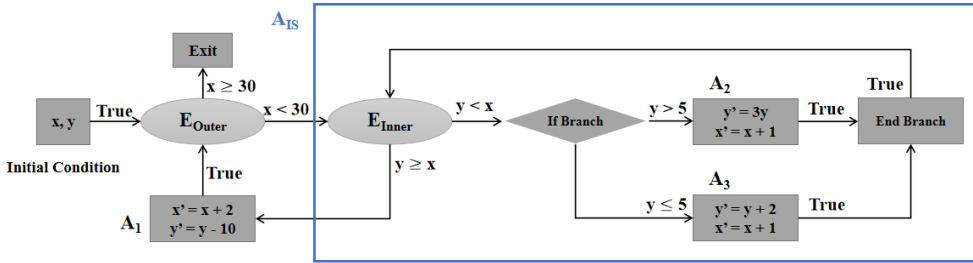 A_IS
Exit
x ≥ 30
x, y
True
E_Outer
x < 30
E_Inner
y < x
If Branch
y > 5
A_2
y’ = 3y
x’ = x + 1
True
End Branch
True
Initial Condition
True
y ≥ x
A_1
x’ = x + 2
y’ = y - 10
y ≤ 5
A_3
y’ = y + 2
x’ = x + 1
True